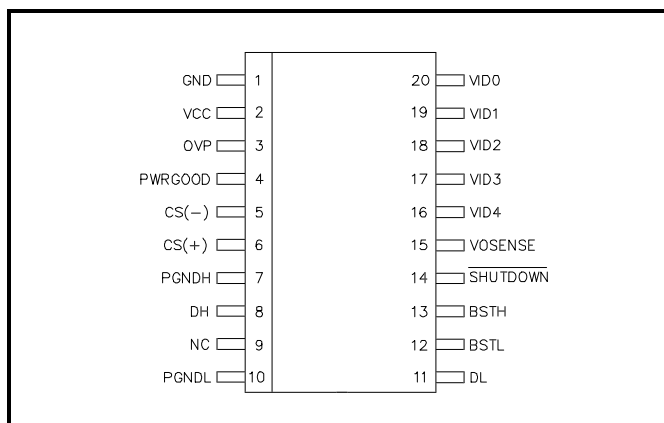 GND 1 20 VID0
VCC 2 19 VID1
OVP 3 18 VID2
PWRGOOD 4 17 VID3
CS(−) 5 16 VID4
CS(+) 6 15 VOSENSE
PGNDH 7 14 SHUTDOWN
DH 8 13 BSTH
NC 9 12 BSTL
PGNDL 10 11 DL